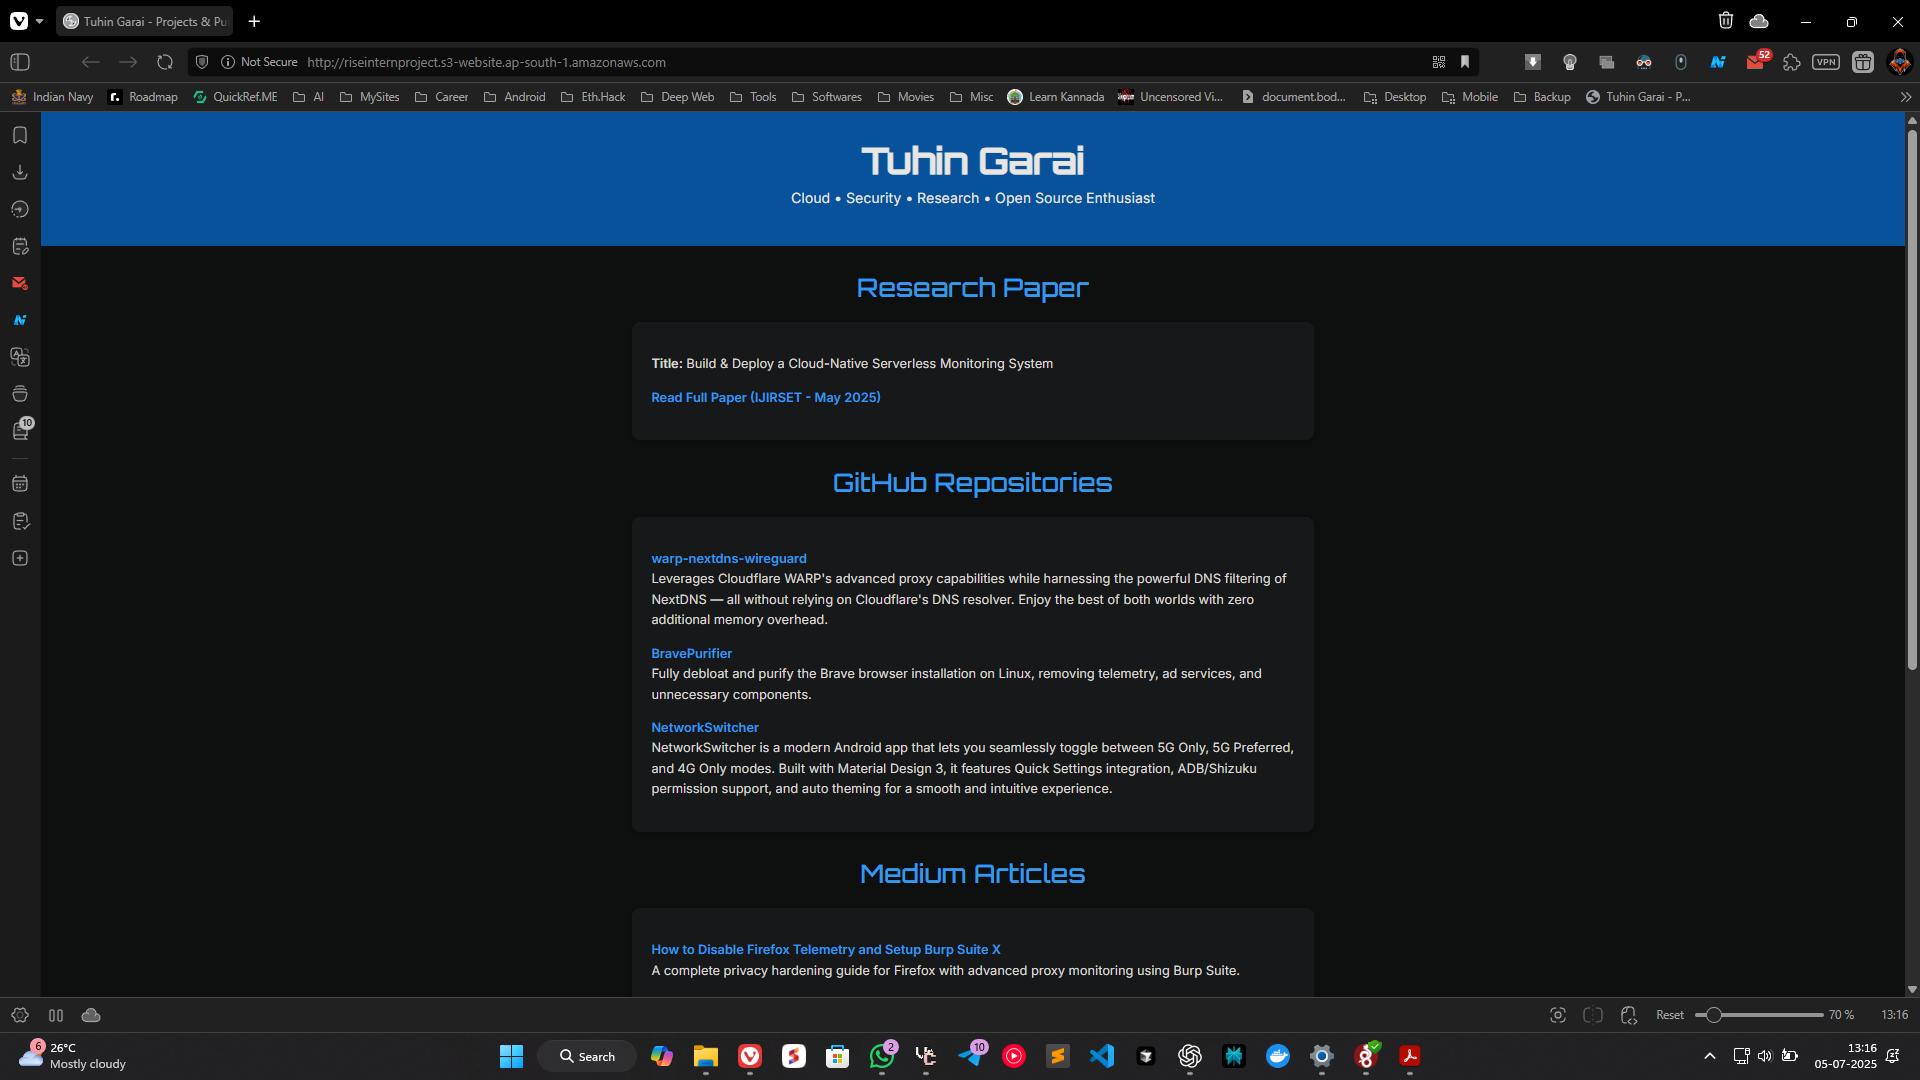 Tuhin Garai - Projects & Pu
Not Secure http://riseinternproject.s3-website.ap-south-1.amazonaws.com
52
VPN
Indian Navy
r. Roadmap
QuickRef.ME
AI
MySites
Career
Android
Eth.Hack
Deep Web
Tools
Softwares
Movies
Misc
Learn Kannada
Uncensored Vi...
document.bod...
Desktop
Mobile
Backup
Tuhin Garai - P...
Tuhin Garai
Cloud • Security • Research • Open Source Enthusiast
Research Paper
Title: Build & Deploy a Cloud-Native Serverless Monitoring System
Read Full Paper (IJIRSET - May 2025)
10
GitHub Repositories
warp-nextdns-wireguard
Leverages Cloudflare WARP's advanced proxy capabilities while harnessing the powerful DNS filtering of
NextDNS — all without relying on Cloudflare's DNS resolver. Enjoy the best of both worlds with zero
additional memory overhead.
BravePurifier
Fully debloat and purify the Brave browser installation on Linux, removing telemetry, ad services, and
unnecessary components.
NetworkSwitcher
NetworkSwitcher is a modern Android app that lets you seamlessly toggle between 5G Only, 5G Preferred,
and 4G Only modes. Built with Material Design 3, it features Quick Settings integration, ADB/Shizuku
permission support, and auto theming for a smooth and intuitive experience.
Medium Articles
How to Disable Firefox Telemetry and Setup Burp Suite X
A complete privacy hardening guide for Firefox with advanced proxy monitoring using Burp Suite.
Reset
70 %
13:16
6
26°C
Mostly cloudy
Search
2
10
13:16
05-07-2025